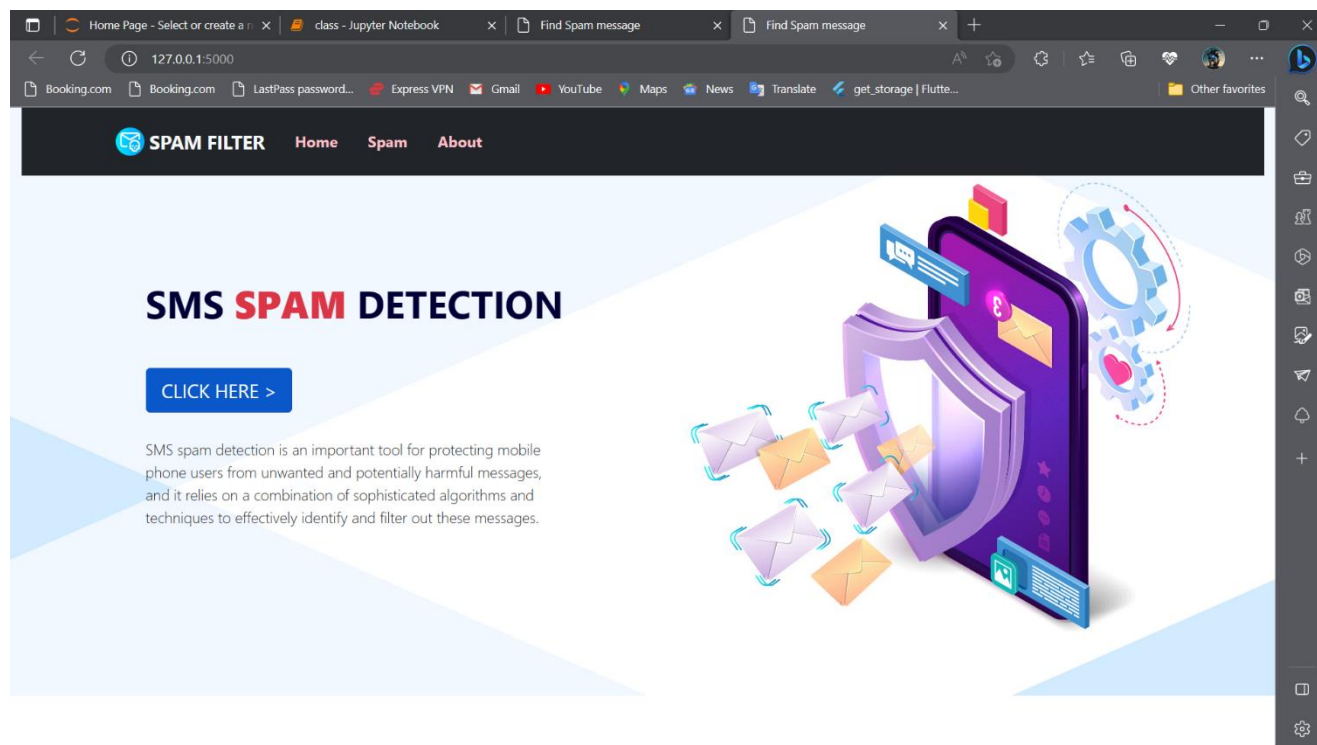 Home Page - Select or create a n
class - Jupyter Notebook
Find Spam message
Find Spam message
127.0.0.1:5000
Booking.com
Booking.com
LastPass password...
Express VPN
Gmail
YouTube
Maps
News
Translate
get_storage | Flutte...
Other favorites
SPAM FILTER Home Spam About
SMS SPAM DETECTION
CLICK HERE >
SMS spam detection is an important tool for protecting mobile
phone users from unwanted and potentially harmful messages,
and it relies on a combination of sophisticated algorithms and
techniques to effectively identify and filter out these messages.